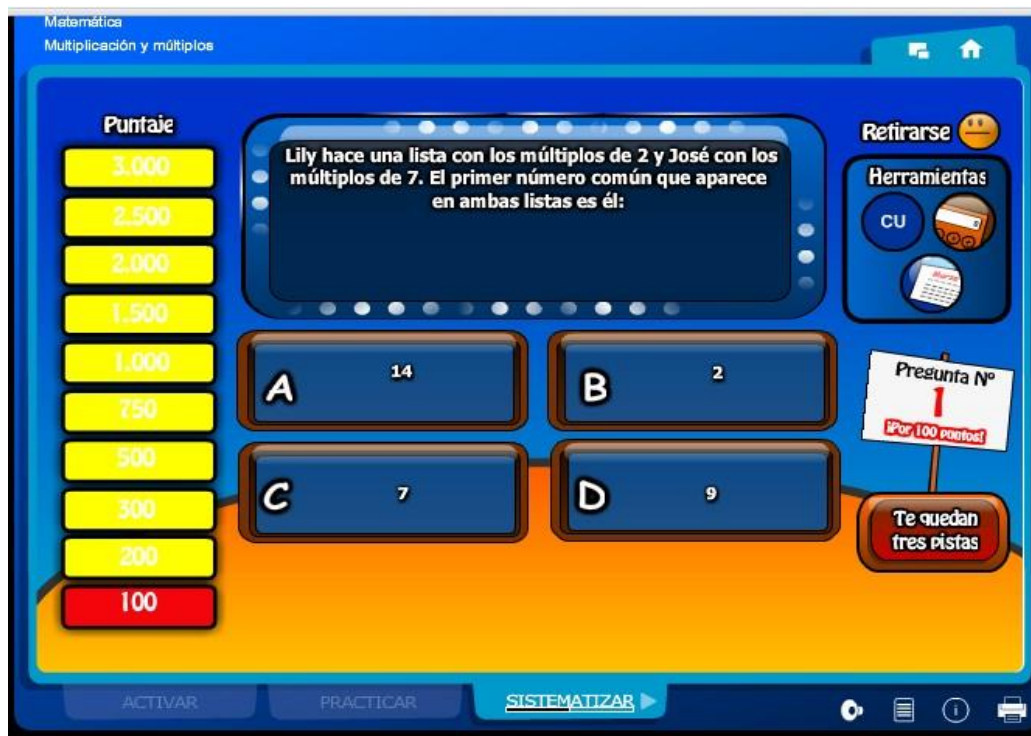 Matemática
Multiplicación y múltiplos
Puntaje
3.000
2.500
2.000
1.500
1.000
750
500
300
200
100
Lily hace una lista con los múltiplos de 2 y José con los
múltiplos de 7. El primer número común que aparece
en ambas listas es él:
A 14
B 2
C 7
D 9
Retirarse
Herramientas
CU
Pregunta Nº
1
¡Por 100 puntos!
Te quedan
tres pistas
ACTIVAR
PRACTICAR
SISTEMATIZAR